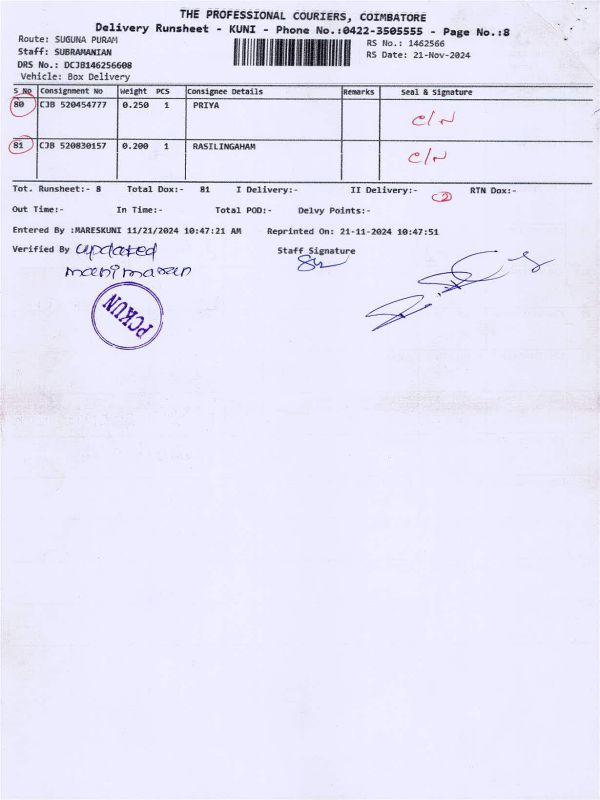 THE PROFESSIONAL COURIERS, COIMBATORE
Delivery Runsheet - KUNI - Phone No.:0422-3505555 - Page No.:8
Route: SUGUNA PURAM
RS No.: 1462566
Staff: SUBRAMANIAN
RS Date: 21-Nov-2024
DRS No.: DCJB146256608
Vehicle: Box Delivery
S No Consignment No Weight PCS Consignee Details Remarks Seal & Signature
80 CJB 520454777 0.250 1 PRIYA
C/N
81 CJB 520830157 0.200 1 RASILINGAHAM
C/N
Tot. Runsheet:- 8 Total Dox:- 81 I Delivery:- II Delivery:- 2 RTN Dox:-
Out Time:- In Time:- Total POD:- Delvy Points:-
Entered By :MARESKUNI 11/21/2024 10:47:21 AM Reprinted On: 21-11-2024 10:47:51
Verified By updated Staff Signature
manimaran
PCKUN